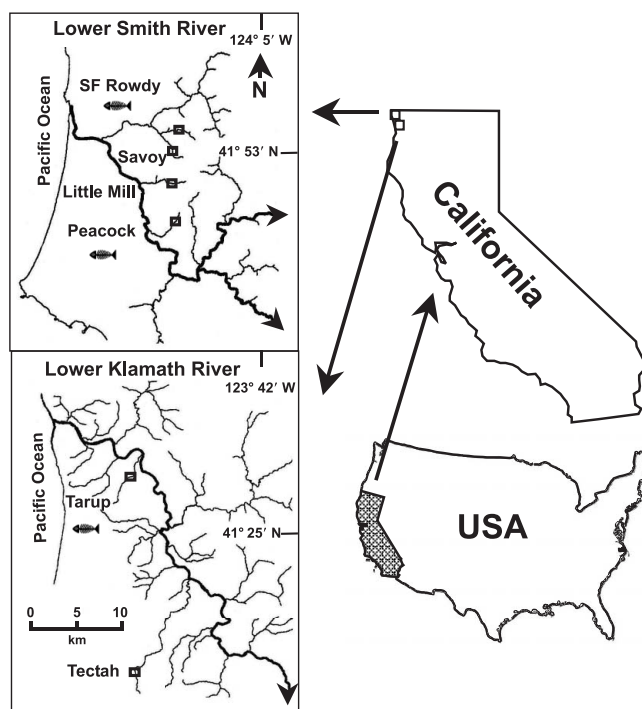 Lower Smith River
124° 5′ W
N
SF Rowdy
Pacific Ocean
Savoy
41° 53′ N
Little Mill
Peacock
Lower Klamath River
123° 42′ W
Pacific Ocean
Tarup
41° 25′ N
0 5 10
km
Tectah
California
USA